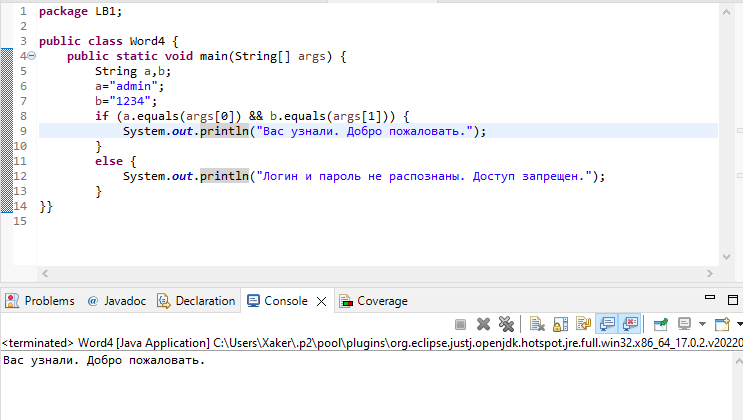 1 package LB1;
2
3 public class Word4 {
4 public static void main(String[] args) {
5 String a,b;
6 a="admin";
7 b="1234";
8 if (a.equals(args[0]) && b.equals(args[1])) {
9 System.out.println("Вас узнали. Добро пожаловать.");
10 }
11 else {
12 System.out.println("Логин и пароль не распознаны. Доступ запрещен.");
13 }
14 }}
15
Problems @ Javadoc Declaration Console Coverage
<terminated> Word4 [Java Application] C:\Users\Xaker\.p2\pool\plugins\org.eclipse.justj.openjdk.hotspot.jre.full.win32.x86_64_17.0.2.v20220
Вас узнали. Добро пожаловать.